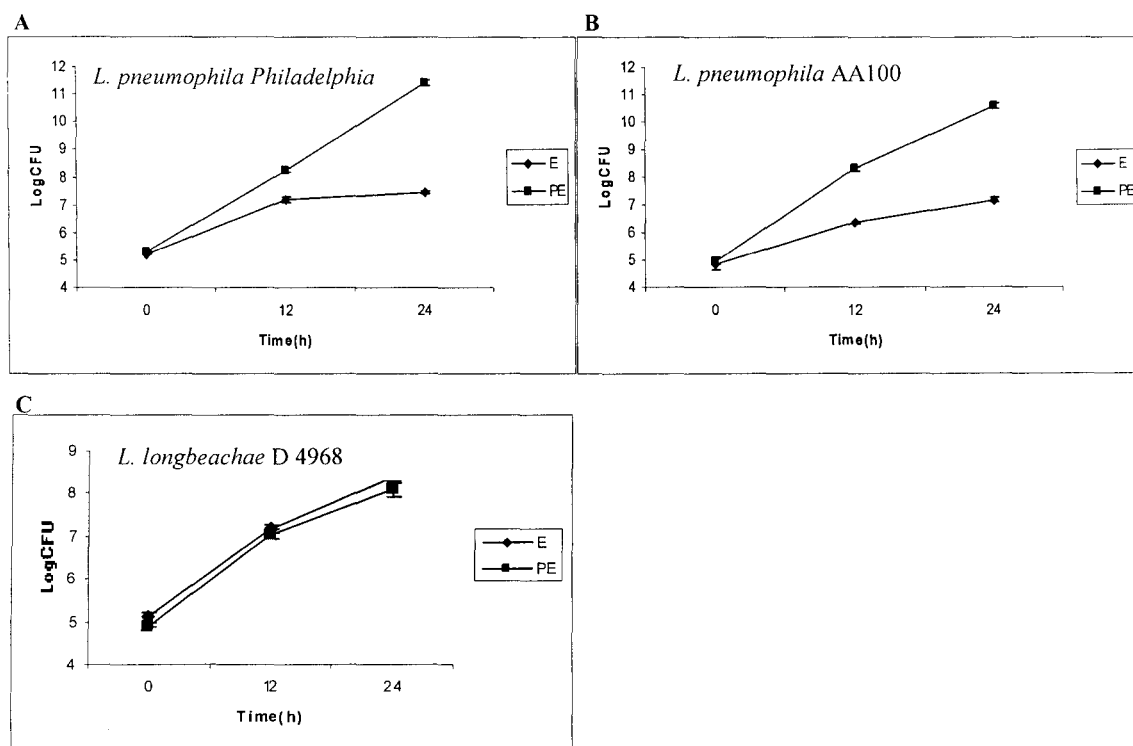 A
L. pneumophila Philadelphia
12
11
10
9
8
7
6
5
4
LogCFU
0 12 24
Time(h)
E
PE
B
L. pneumophila AA100
12
11
10
9
8
7
6
5
4
LogCFU
0 12 24
Time(h)
E
PE
C
L. longbeachae D 4968
9
8
7
6
5
4
LogCFU
0 12 24
Time(h)
E
PE